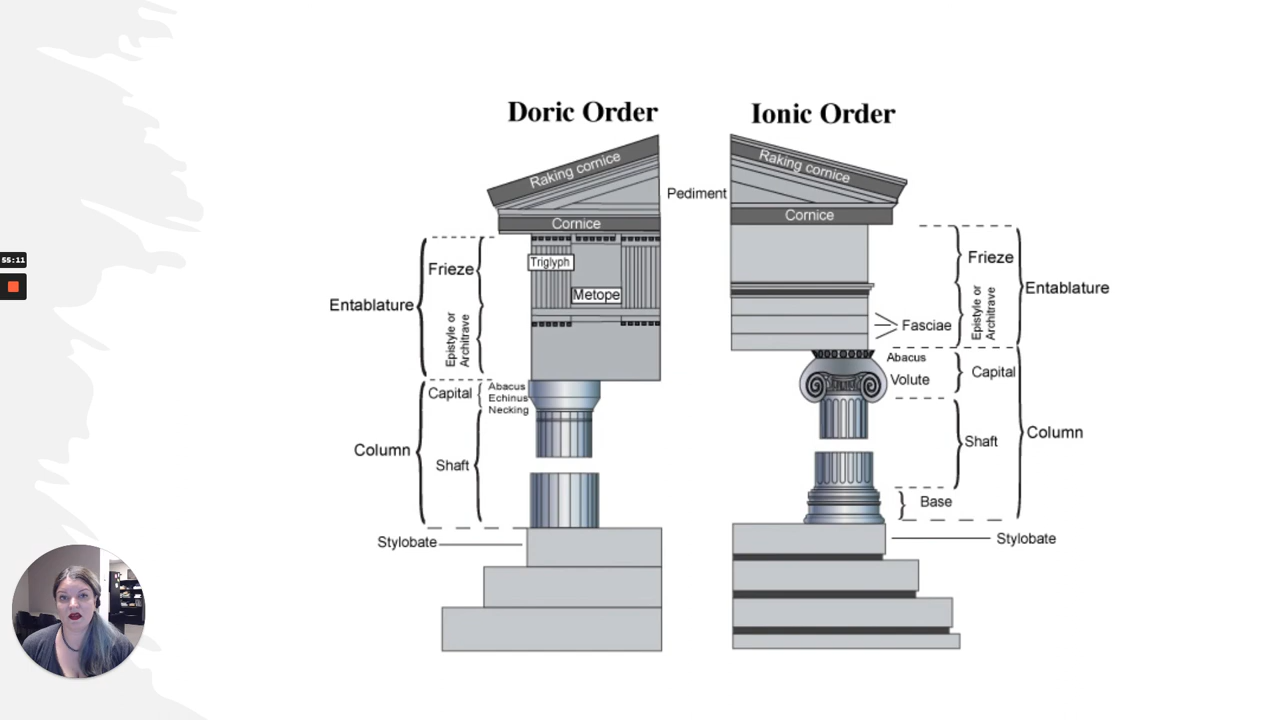 Doric Order
Raking cornice
Cornice
Triglyph
Metope
Frieze
Entablature
Epistyle or
Architrave
Capital
Abacus
Echinus
Necking
Column
Shaft
Stylobate
Pediment
Ionic Order
Raking cornice
Cornice
Frieze
Entablature
Epistyle or
Architrave
Fasciae
Abacus
Volute
Capital
Shaft
Column
Base
Stylobate
55:11